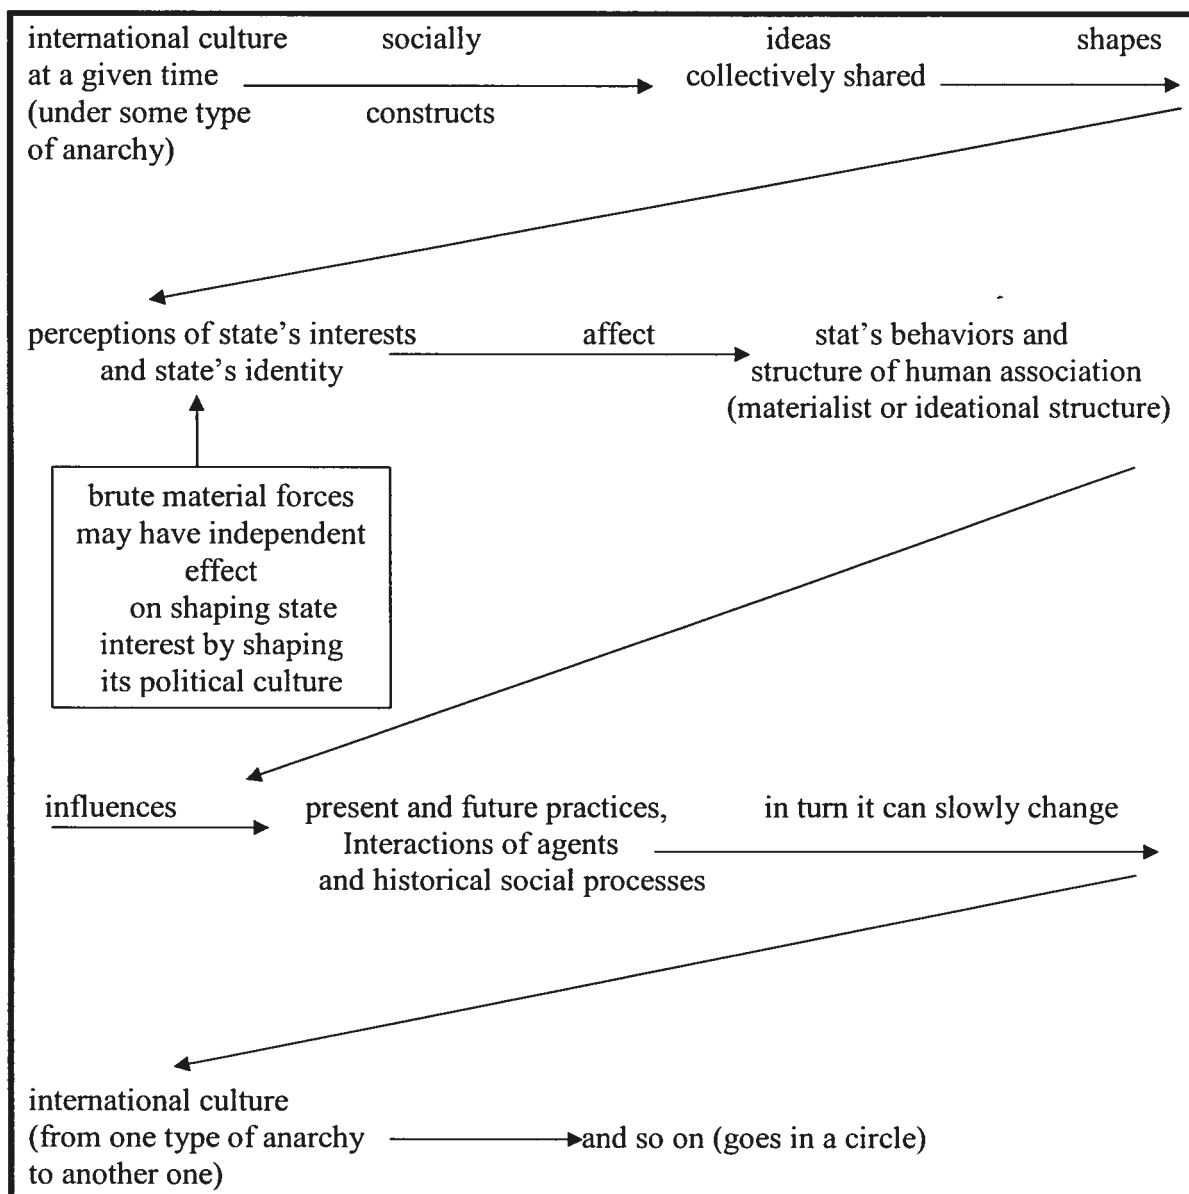 international culture
at a given time
(under some type
of anarchy)
socially
constructs
ideas
collectively shared
shapes
perceptions of state's interests
and state's identity
affect
stat's behaviors and
structure of human association
(materialist or ideational structure)
brute material forces
may have independent
effect
on shaping state
interest by shaping
its political culture
influences
present and future practices,
Interactions of agents
and historical social processes
in turn it can slowly change
international culture
(from one type of anarchy
to another one)
and so on (goes in a circle)